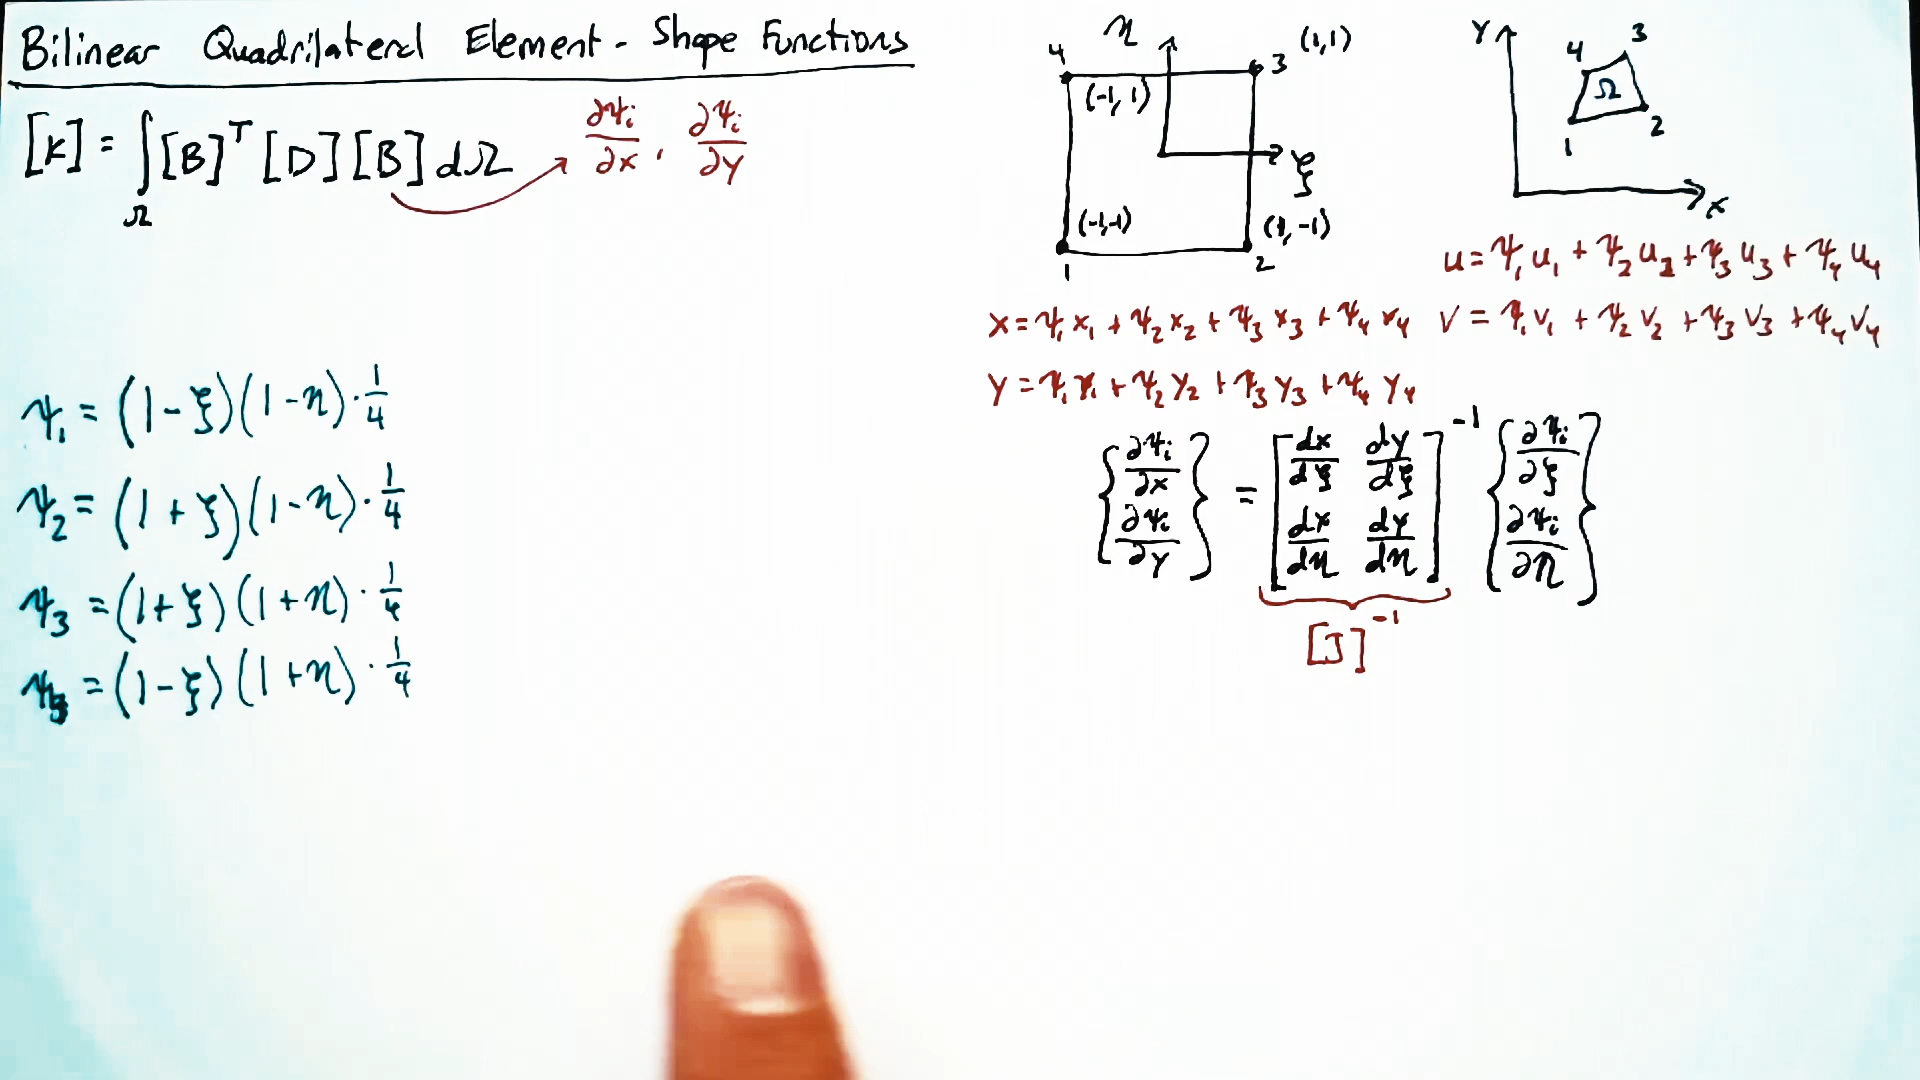 Bilinear Quadrilateral Element - Shape Functions
[K] = ∫Ω [B]ᵀ [D] [B] dΩ
∂ψᵢ/∂x , ∂ψᵢ/∂y
ψ₁ = (1-ξ)(1-η)·1/4
ψ₂ = (1+ξ)(1-η)·1/4
ψ₃ = (1+ξ)(1+η)·1/4
= (1-ξ)(1+η)·1/4
η
4
3 (1,1)
(-1, 1)
ξ
(-1,-1)
(1,-1)
1
2
Y
4
3
Ω
1
2
x
u = ψ₁u₁ + ψ₂u₂ + ψ₃u₃ + ψ₄u₄
x = ψ₁x₁ + ψ₂x₂ + ψ₃x₃ + ψ₄x₄
v = ψ₁v₁ + ψ₂v₂ + ψ₃v₃ + ψ₄v₄
y = ψ₁y₁ + ψ₂y₂ + ψ₃y₃ + ψ₄y₄
{∂ψᵢ/∂x ∂ψᵢ/∂y} = [dx/dξ dy/dξ dx/dη dy/dη]⁻¹ {∂ψᵢ/∂ξ ∂ψᵢ/∂η}
[J]⁻¹